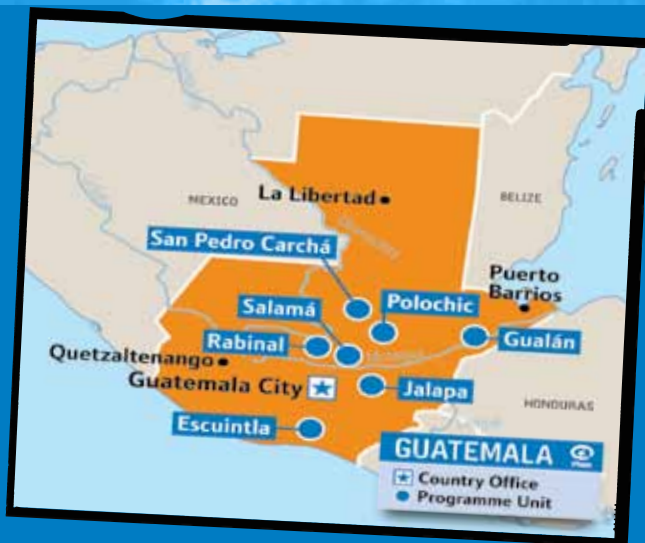 MEXICO
La Libertad
BELIZE
San Pedro Carchá
Puerto
Barrios
Salamá
Polochic
Rabinal
Gualán
Quetzaltenango
Guatemala City
Jalapa
HONDURAS
Escuintla
GUATEMALA
Country Office
Programme Unit